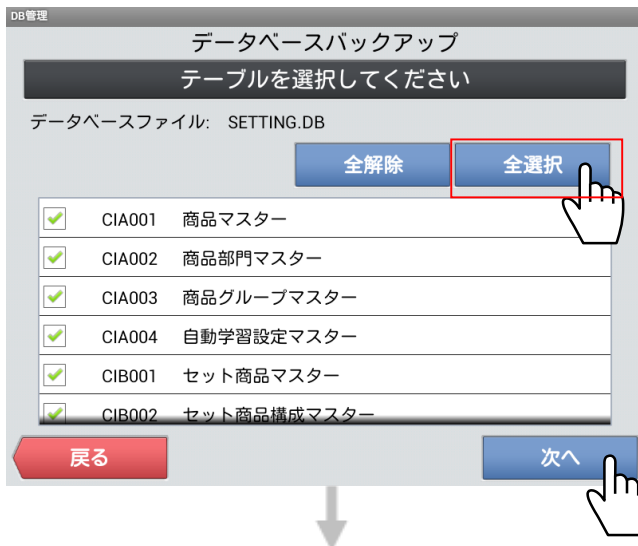 DB管理
データベースバックアップ
テーブルを選択してください
データベースファイル: SETTING.DB
全解除 全選択
CIA001 商品マスター
CIA002 商品部門マスター
CIA003 商品グループマスター
CIA004 自動学習設定マスター
CIB001 セット商品マスター
CIB002 セット商品構成マスター
戻る 次へ